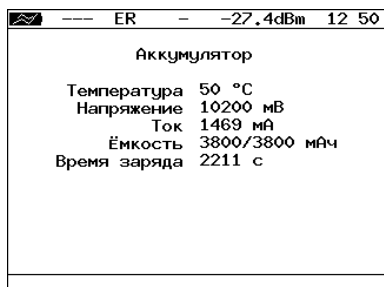 --- ER - -27.4dBm 12 50
Аккумулятор
Температура 50 °C
Напряжение 10200 мВ
Ток 1469 мА
Ёмкость 3800/3800 мАч
Время заряда 2211 с